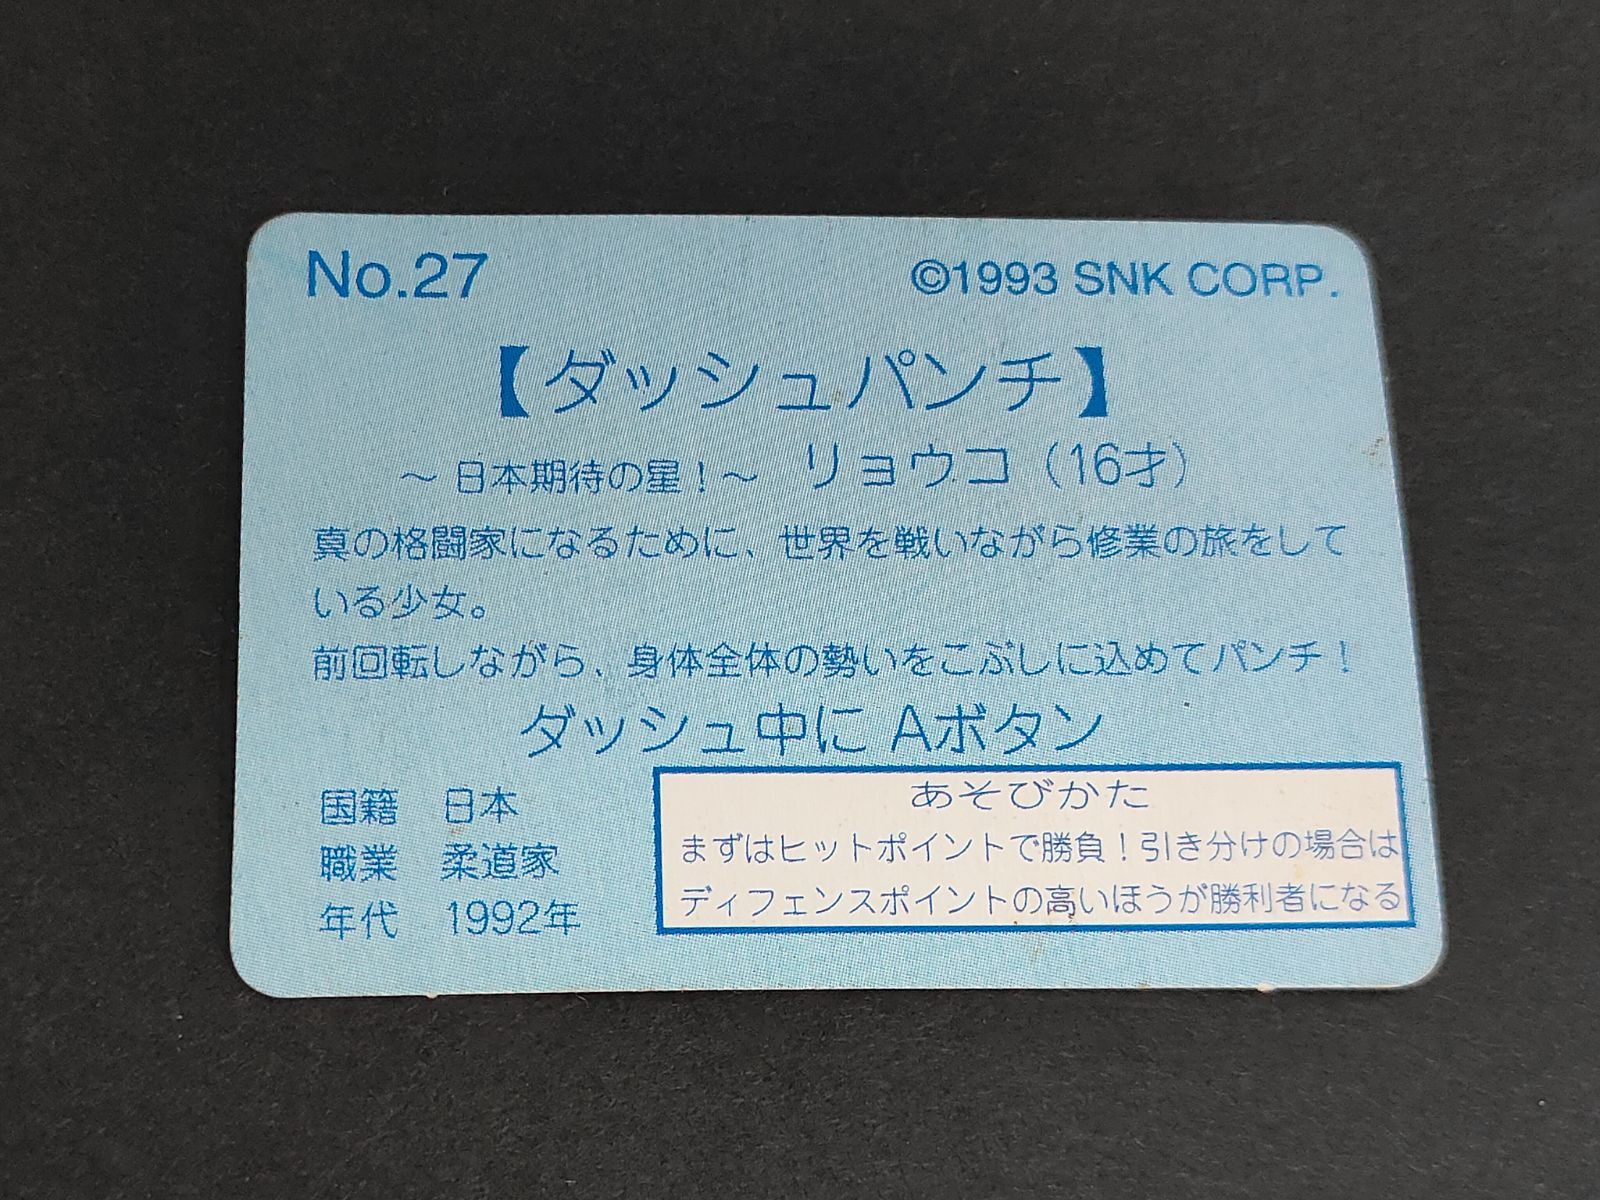 No.27
©1993 SNK CORP.
【ダッシュパンチ】
～日本期待の星！～ リョウコ（16才）
真の格闘家になるために、世界を戦いながら修業の旅をして
いる少女。
前回転しながら、身体全体の勢いをこぶしに込めてパンチ！
ダッシュ中に Aボタン
国籍 日本
職業 柔道家
年代 1992年
あそびかた
まずはヒットポイントで勝負！引き分けの場合は
ディフェンスポイントの高いほうが勝利者になる